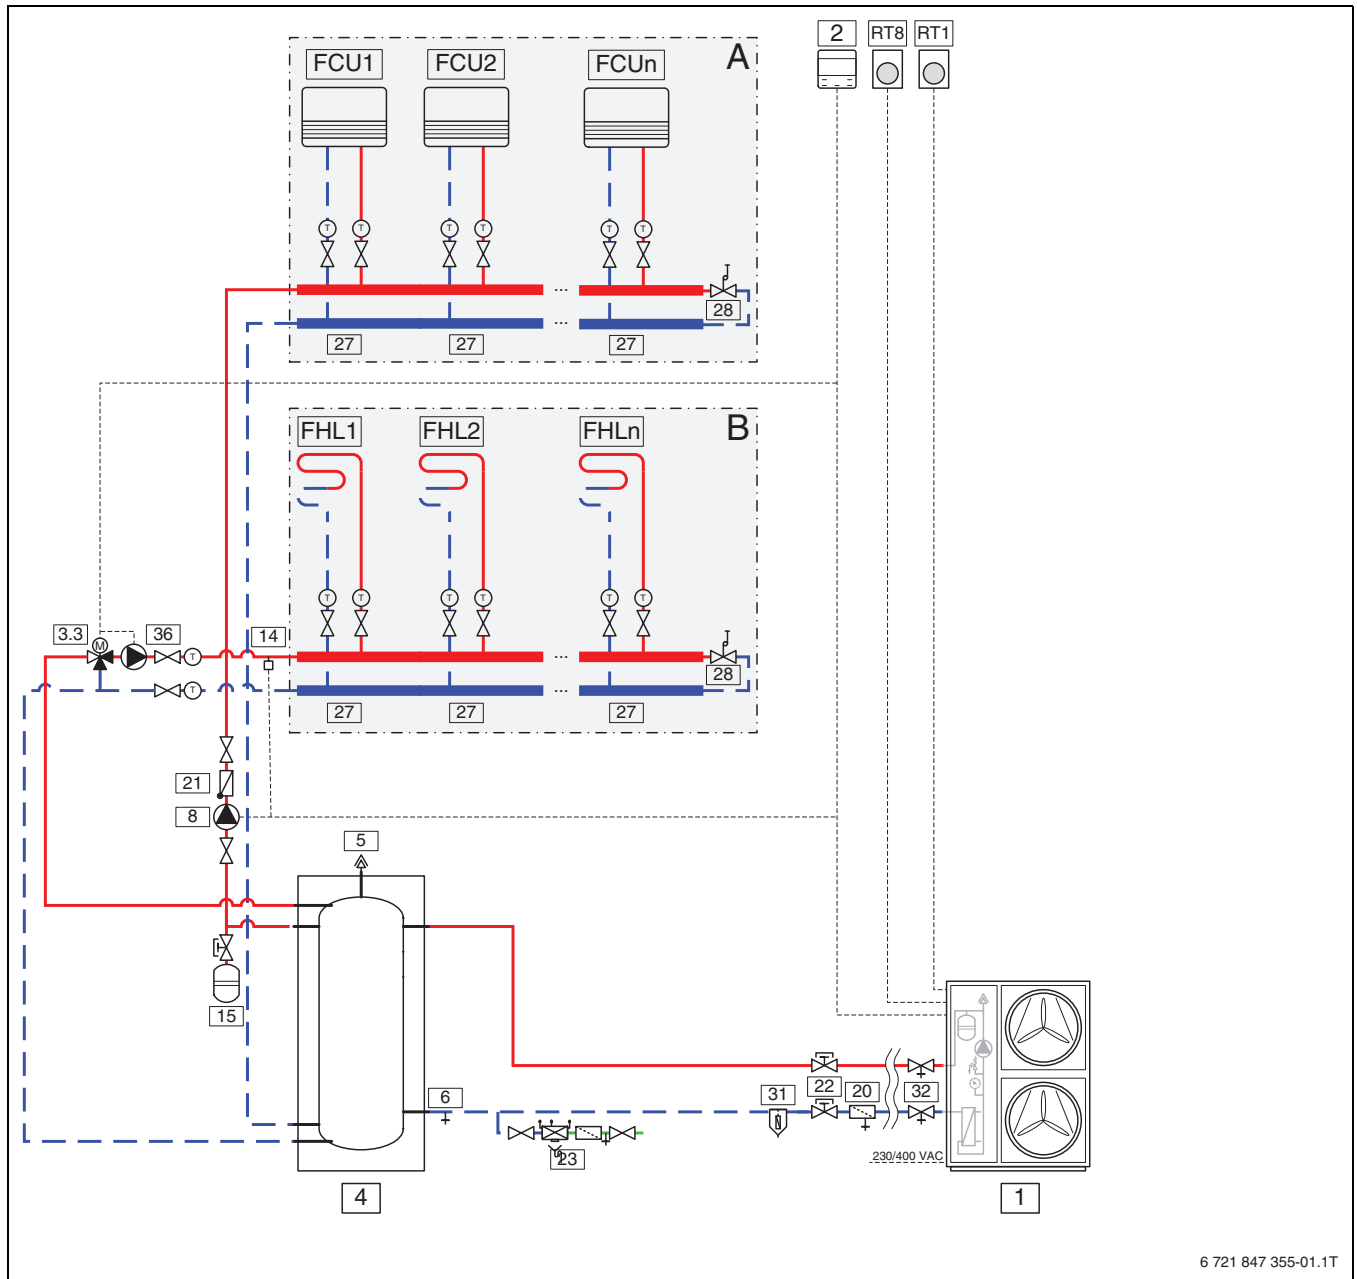 2 RT8 RT1
FCU1 FCU2 FCUn A
T T T T T T
... 
28
...
27 27 27
FHL1 FHL2 FHLn B
T T T T T T
3.3 M 36 14
T
...
28
T
...
27 27 27
21
8
5
15
6 31 22 20 32
23
230/400 VAC
4 1
6 721 847 355-01.1T